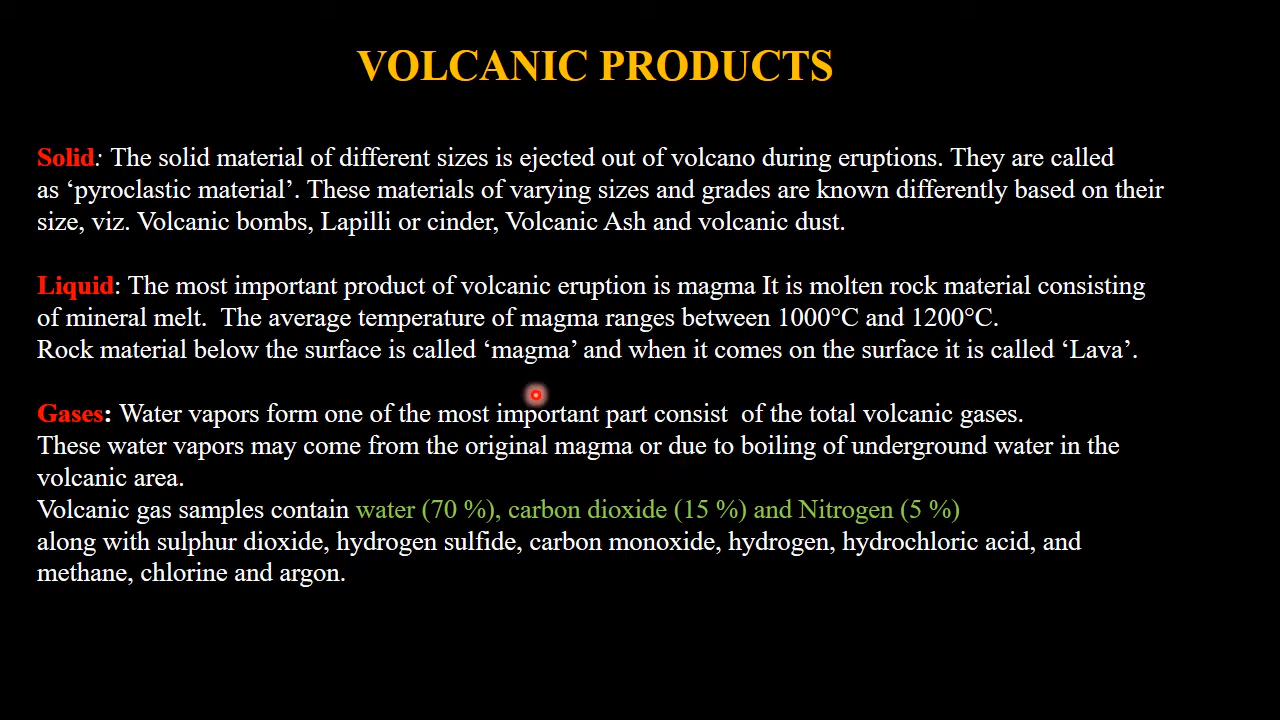 VOLCANIC PRODUCTS
Solid: The solid material of different sizes is ejected out of volcano during eruptions. They are called
as ‘pyroclastic material’. These materials of varying sizes and grades are known differently based on their
size, viz. Volcanic bombs, Lapilli or cinder, Volcanic Ash and volcanic dust.
Liquid: The most important product of volcanic eruption is magma It is molten rock material consisting
of mineral melt.  The average temperature of magma ranges between 1000°C and 1200°C.
Rock material below the surface is called ‘magma’ and when it comes on the surface it is called ‘Lava’.
Gases: Water vapors form one of the most important part consist  of the total volcanic gases.
These water vapors may come from the original magma or due to boiling of underground water in the
volcanic area.
Volcanic gas samples contain water (70 %), carbon dioxide (15 %) and Nitrogen (5 %)
along with sulphur dioxide, hydrogen sulfide, carbon monoxide, hydrogen, hydrochloric acid, and
methane, chlorine and argon.